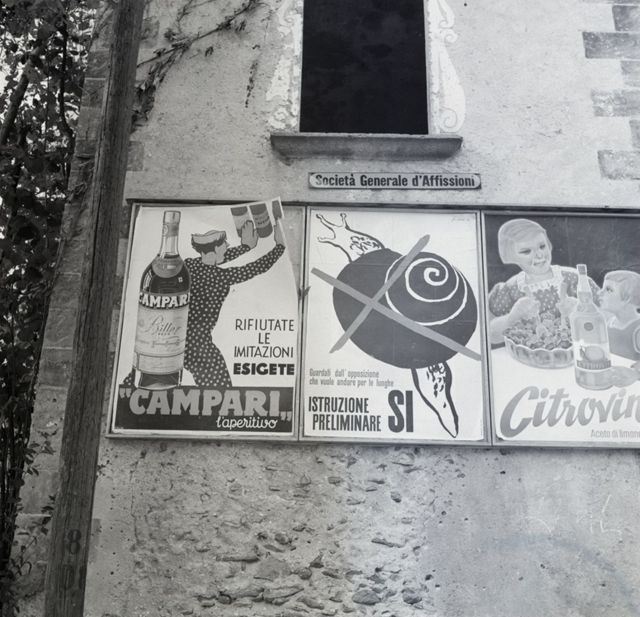 Società Generale d'Affissioni
CAMPARI
Bitter
RIFIUTATE
LE
IMITAZIONI
ESIGETE
"CAMPARI„
l'aperitivo
Guardati dall'opposizione
che vuole andare per le lunghe
ISTRUZIONE
PRELIMINARE SI
Citrovin
Aceto di limone
8